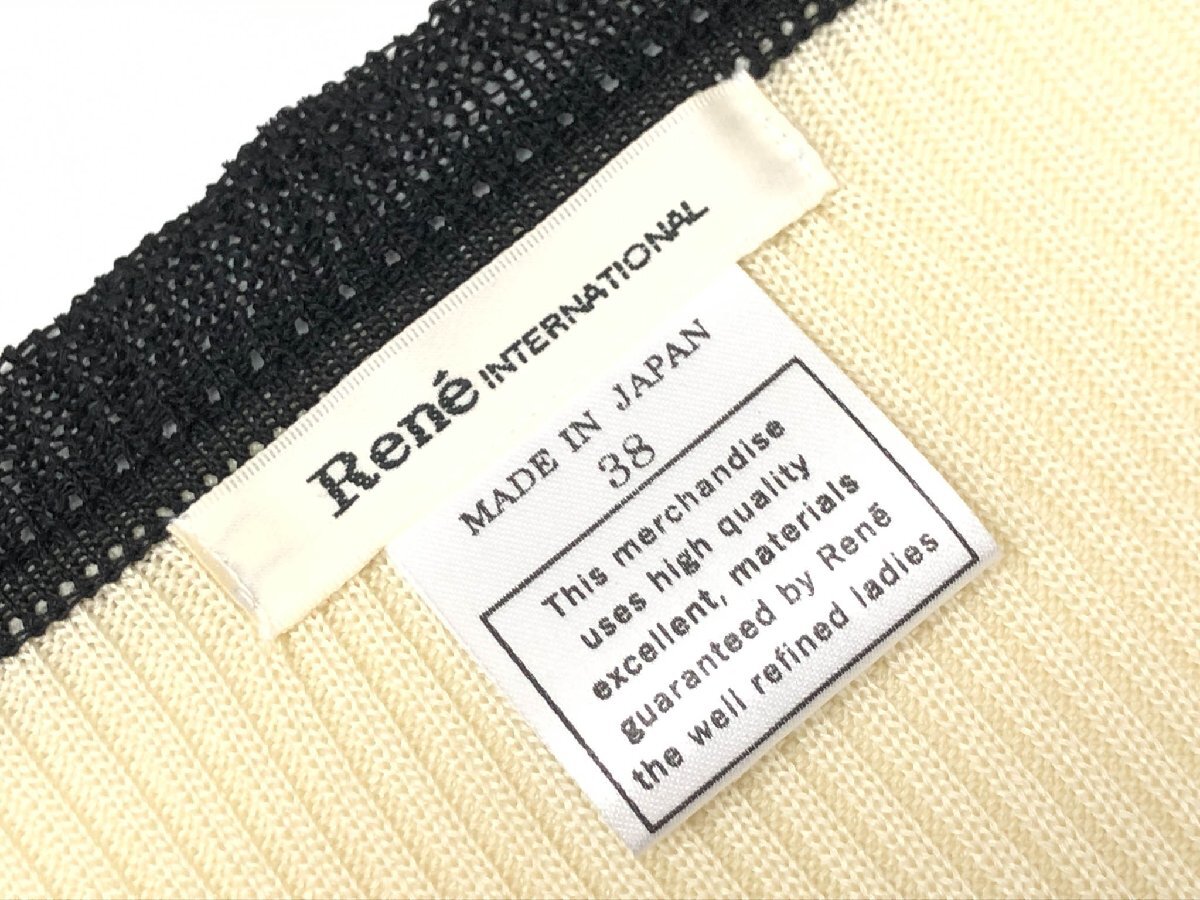 René INTERNATIONAL
MADE IN JAPAN
38
This merchandise
uses high quality
excellent, materials
guaranteed by René
the well refined ladies